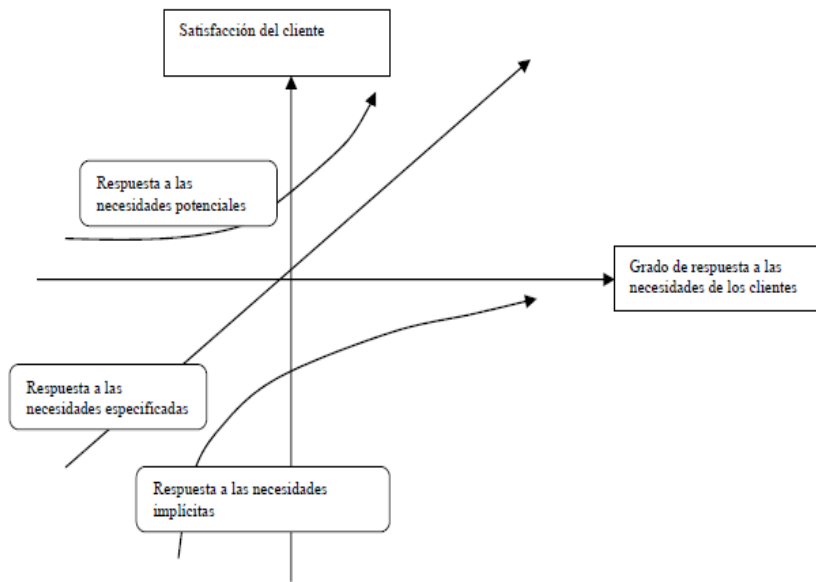 Satisfacción del cliente
Respuesta a las
necesidades potenciales
Grado de respuesta a las
necesidades de los clientes
Respuesta a las
necesidades especificadas
Respuesta a las necesidades
implícitas